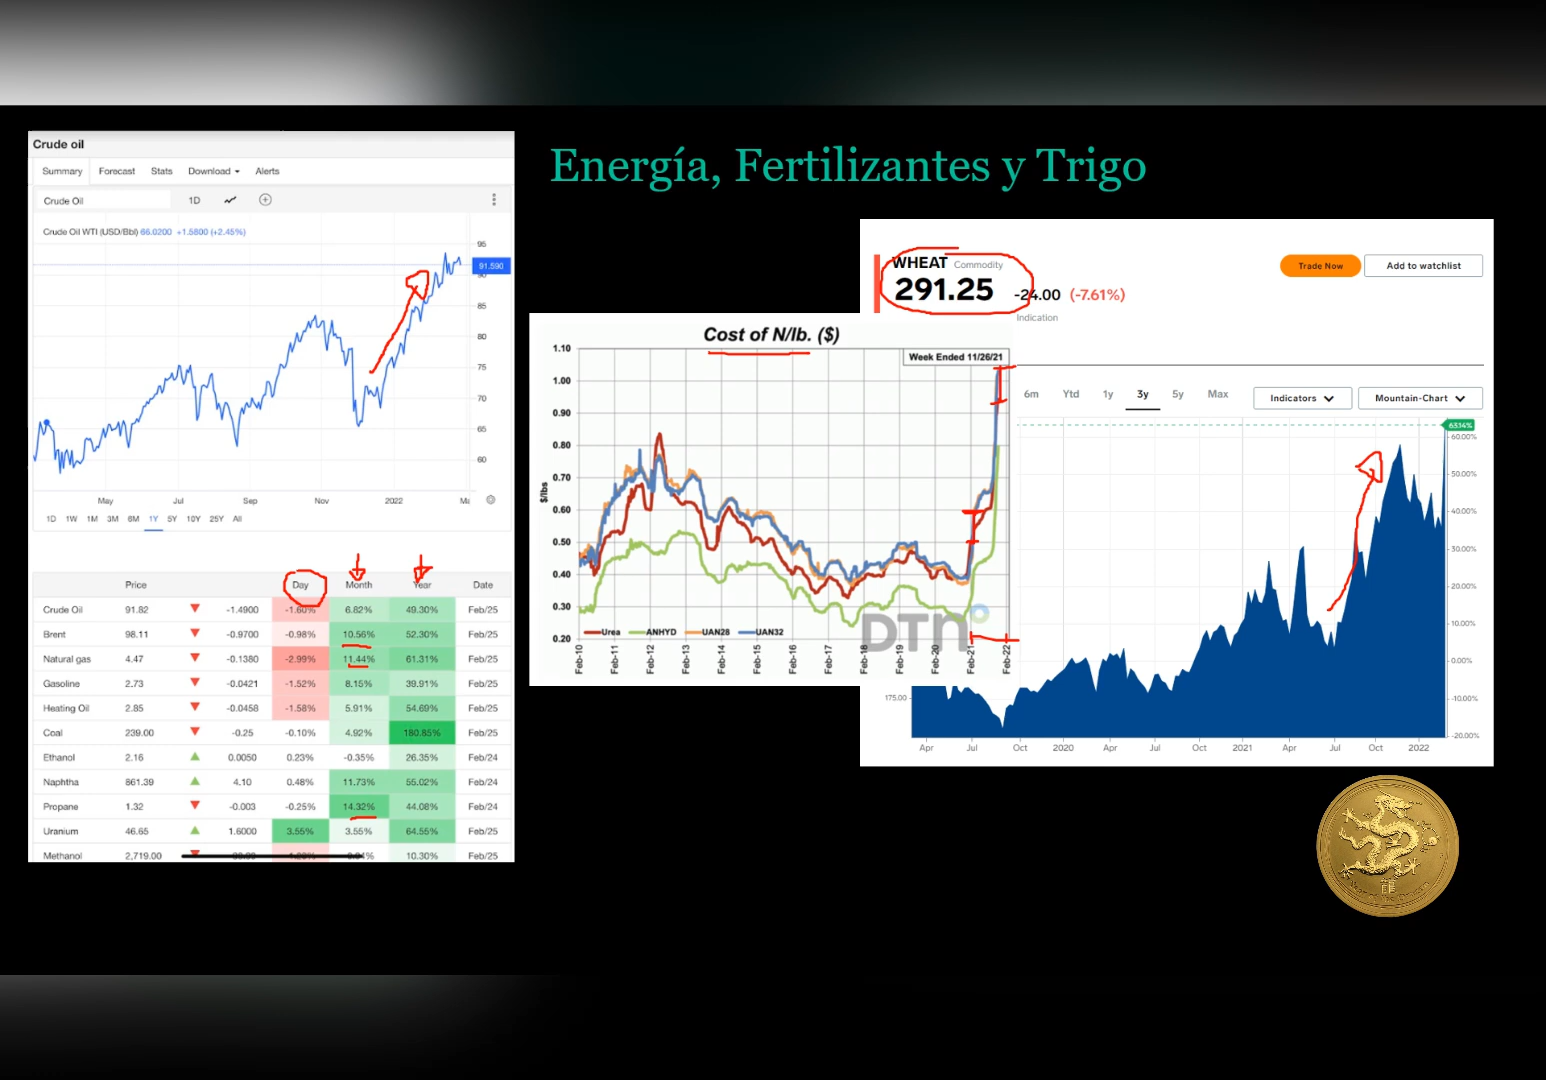 Energía, Fertilizantes y Trigo
Crude oil
Summary Forecast Stats Download Alerts
Crude Oil 1D
Crude Oil WTI (USD/Bbl) 66.0200 +1.5800 (+2.45%)
95
91.590
90
85
80
75
70
65
60
May Jul Sep Nov 2022
1D 1W 1M 3M 6M 1Y 5Y 10Y 25Y All
Price Day Month Year Date
Crude Oil 91.82 -1.4900 -1.60% 6.82% 49.30% Feb/25
Brent 98.11 -0.9700 -0.98% 10.56% 52.30% Feb/25
Natural gas 4.47 -0.1380 -2.99% 11.44% 61.31% Feb/25
Gasoline 2.73 -0.0421 -1.52% 8.15% 39.91% Feb/25
Heating Oil 2.85 -0.0458 -1.58% 5.91% 54.69% Feb/25
Coal 239.00 -0.25 -0.10% 4.92% 180.85% Feb/25
Ethanol 2.16 0.0050 0.23% -0.35% 26.35% Feb/24
Naphtha 861.39 4.10 0.48% 11.73% 55.02% Feb/24
Propane 1.32 -0.003 -0.25% 14.32% 44.08% Feb/24
Uranium 46.65 1.6000 3.55% 3.55% 64.55% Feb/25
Methanol 2,719.00 10.30% Feb/25
Cost of N/lb. ($)
Week Ended 11/26/21
1.10
1.00
0.90
0.80
0.70
0.60
0.50
0.40
0.30
0.20
$/lbs
Urea ANHYD UAN28 UAN32
DTN
Feb-10 Feb-11 Feb-12 Feb-13 Feb-14 Feb-15 Feb-16 Feb-17 Feb-18 Feb-19 Feb-20 Feb-21 Feb-22
WHEAT Commodity
291.25 -24.00 (-7.61%)
Indication
Trade Now Add to watchlist
6m Ytd 1y 3y 5y Max
Indicators Mountain-Chart
60.00%
50.00%
40.00%
30.00%
20.00%
10.00%
0.00%
-10.00%
-20.00%
175.00
Apr Jul Oct 2020 Apr Jul Oct 2021 Apr Jul Oct 2022